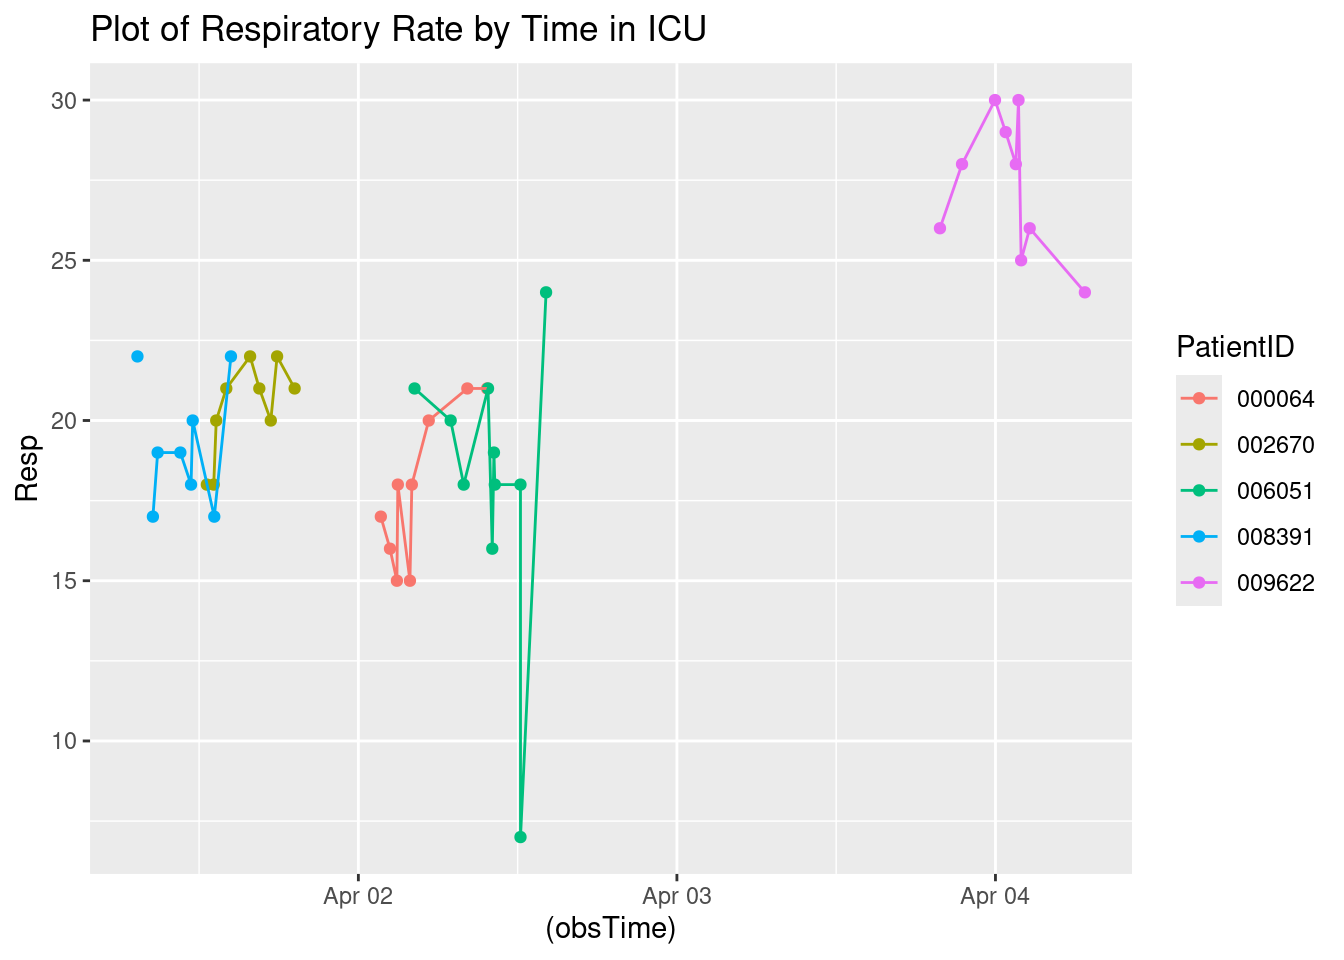 Plot of Respiratory Rate by Time in ICU
30
25
20
15
10
Resp
Apr 02
Apr 03
Apr 04
(obsTime)
PatientID
000064
002670
006051
008391
009622